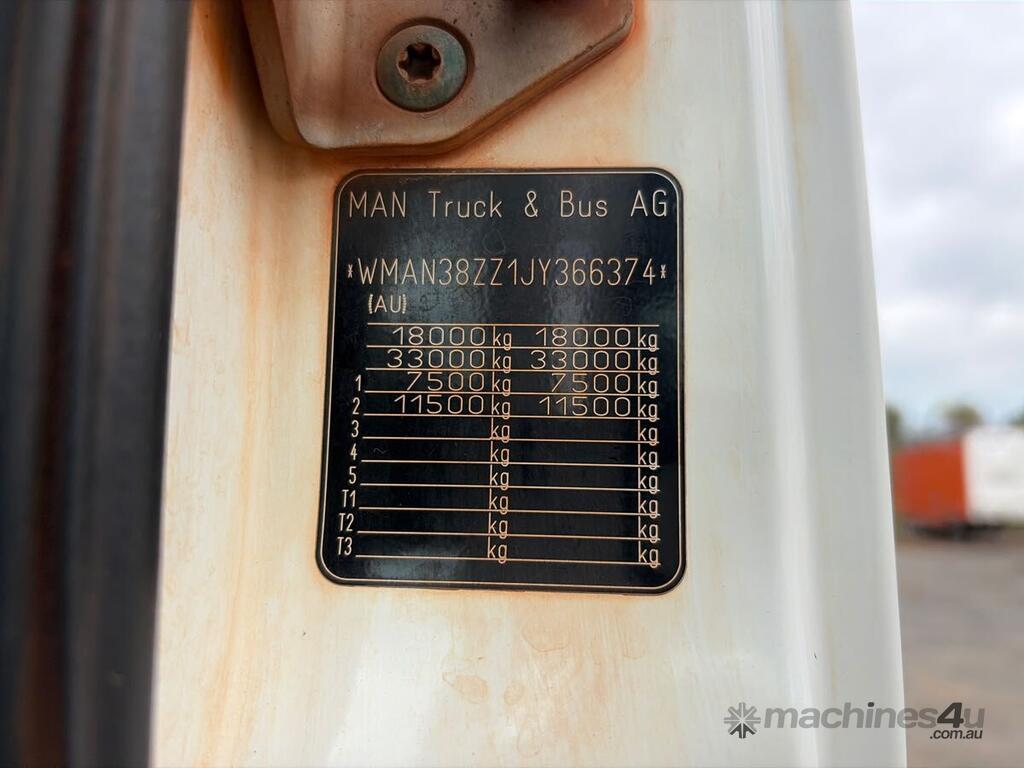 MAN Truck & Bus AG
*WMAN38ZZ1JY366374*
(AU)
18000 kg 18000 kg
33000 kg 33000 kg
1 7500 kg 7500 kg
2 11500 kg 11500 kg
3 kg kg
4 kg kg
5 kg kg
T1 kg kg
T2 kg kg
T3 kg kg
machines4u
.com.au